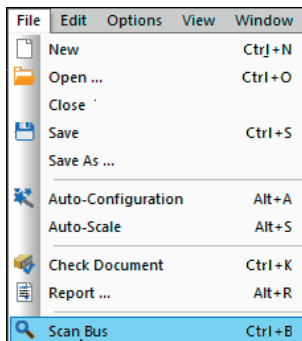 File Edit Options View Window
New Ctrl+N
Open ... Ctrl+O
Close
Save Ctrl+S
Save As ...
Auto-Configuration Alt+A
Auto-Scale Alt+S
Check Document Ctrl+K
Report ... Alt+R
Scan Bus Ctrl+B